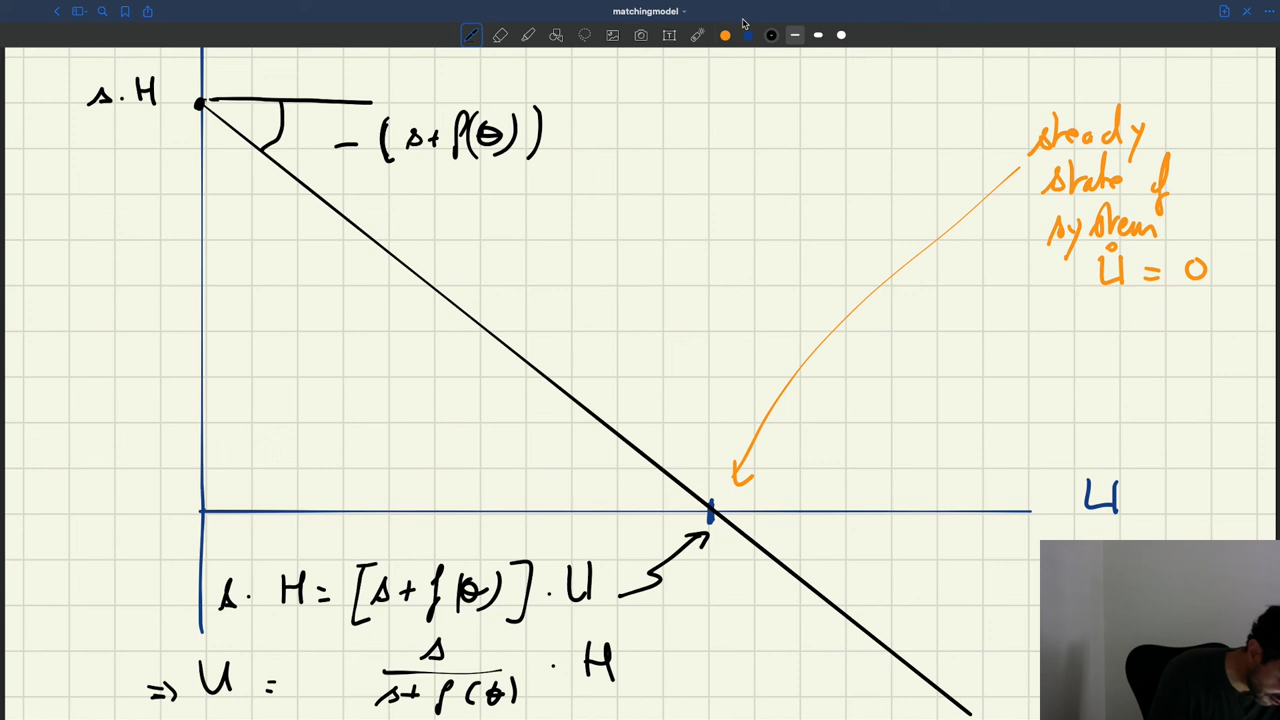 matchingmodel
s.H
- (s+f(θ))
steady
state of
system
U̇ = 0
U
s. H = [s+f(θ)] . U
⇒ U = s / s+f(θ) . H